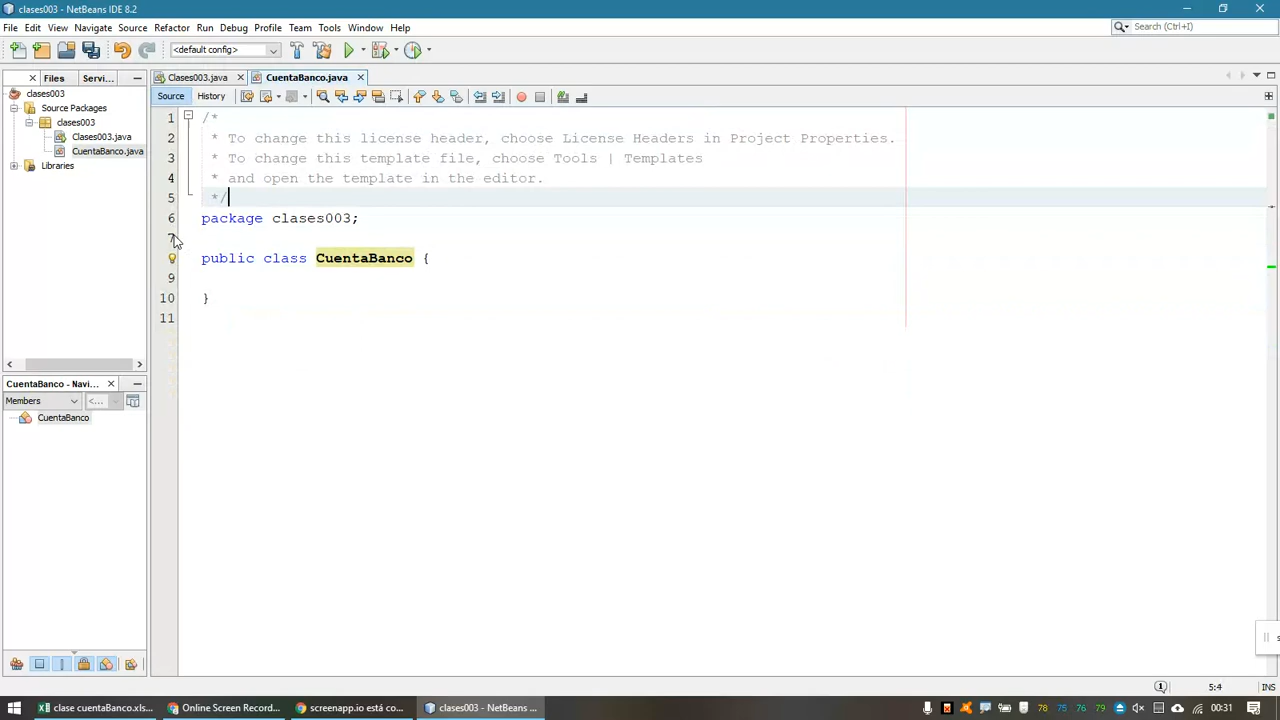 clases003 - NetBeans IDE 8.2
File Edit View Navigate Source Refactor Run Debug Profile Team Tools Window Help
Search (Ctrl+I)
<default config>
Files Servi...
Clases003.java CuentaBanco.java
clases003
Source Packages
clases003
Clases003.java
CuentaBanco.java
Libraries
Source History
1 /*
2 * To change this license header, choose License Headers in Project Properties.
3 * To change this template file, choose Tools | Templates
4 * and open the template in the editor.
5 */
6 package clases003;
7
public class CuentaBanco {
9
10 }
11
CuentaBanco - Navi...
Members <...
CuentaBanco
5:4 INS
clase cuentaBanco.xls... Online Screen Record... screenapp.io está co... clases003 - NetBeans ... 78 75 76 79 00:31